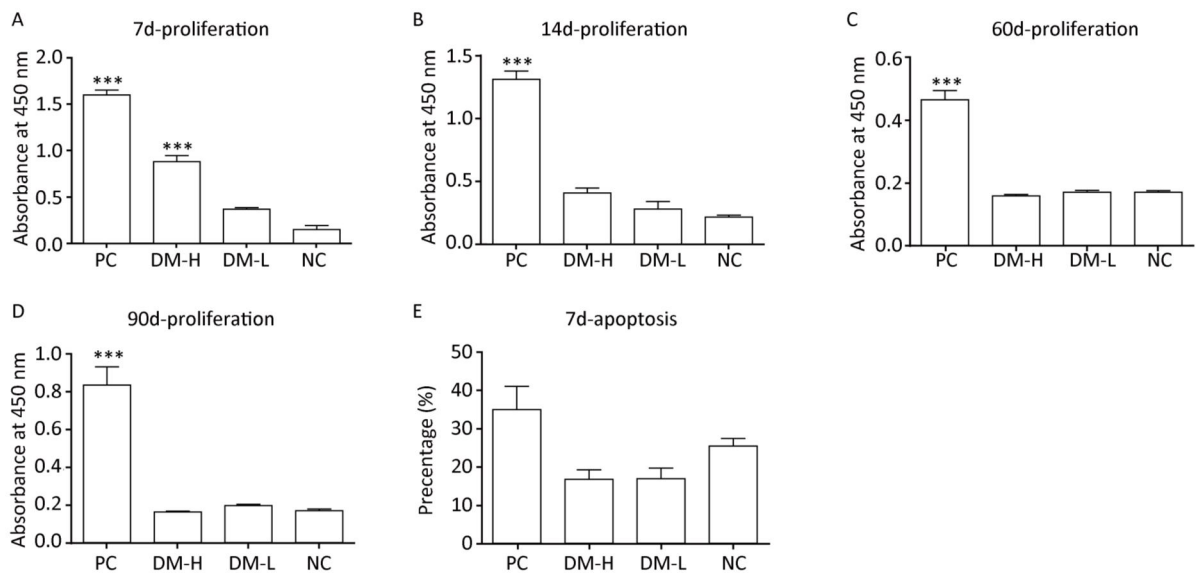 A
7d-proliferation
Absorbance at 450 nm
2.0
1.5
1.0
0.5
0.0
***
***
PC DM-H DM-L NC
B
14d-proliferation
Absorbance at 450 nm
1.5
1.0
0.5
0.0
***
PC DM-H DM-L NC
C
60d-proliferation
Absorbance at 450 nm
0.6
0.4
0.2
0.0
***
PC DM-H DM-L NC
D
90d-proliferation
Absorbance at 450 nm
1.0
0.8
0.6
0.4
0.2
0.0
***
PC DM-H DM-L NC
E
7d-apoptosis
Precentage (%)
50
40
30
20
10
0
PC DM-H DM-L NC